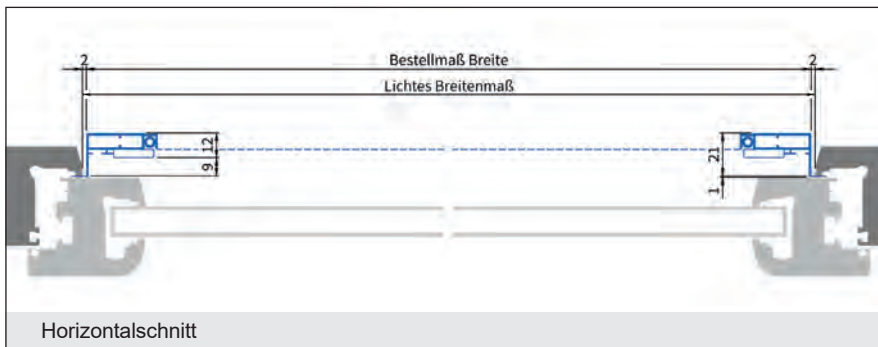 2 Bestellmaß Breite 2
Lichtes Breitenmaß
12
9
21
1
Horizontalschnitt